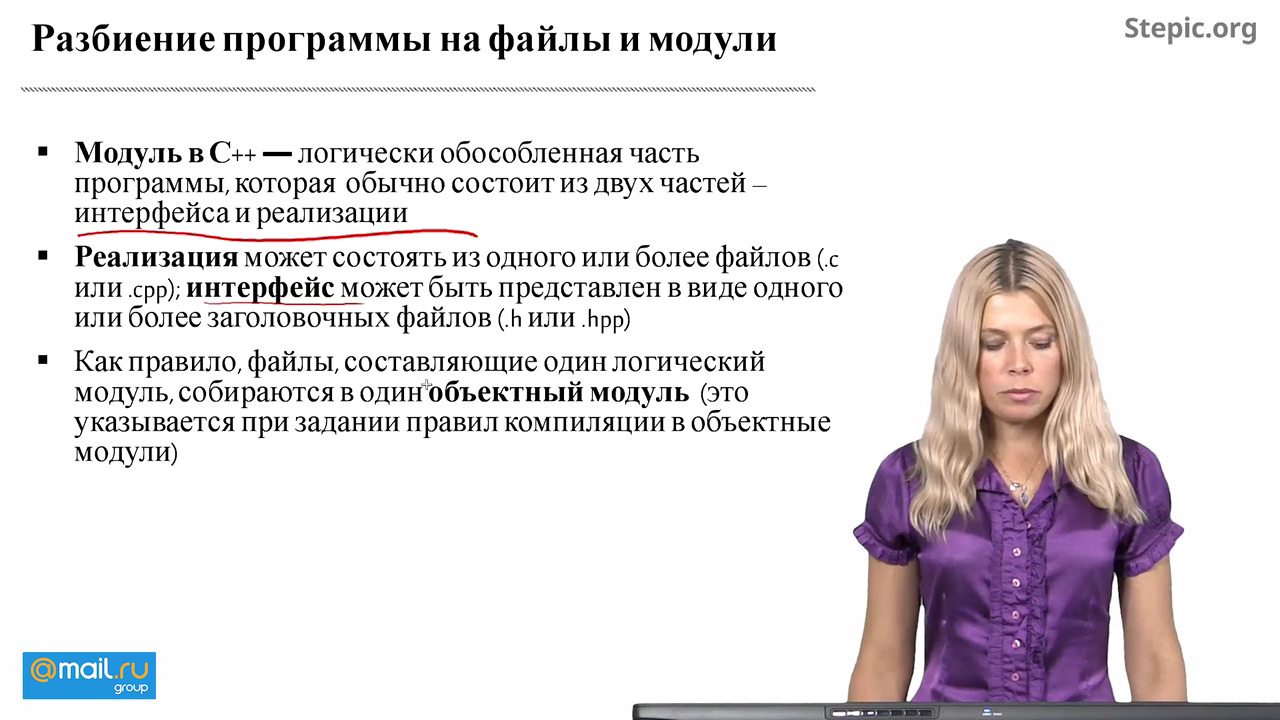 Разбиение программы на файлы и модули
Stepic.org
▪ Модуль в С++ — логически обособленная часть
программы, которая обычно состоит из двух частей –
интерфейса и реализации
▪ Реализация может состоять из одного или более файлов (.c
или .cpp); интерфейс может быть представлен в виде одного
или более заголовочных файлов (.h или .hpp)
▪ Как правило, файлы, составляющие один логический
модуль, собираются в один объектный модуль (это
указывается при задании правил компиляции в объектные
модули)
@mail.ru
group